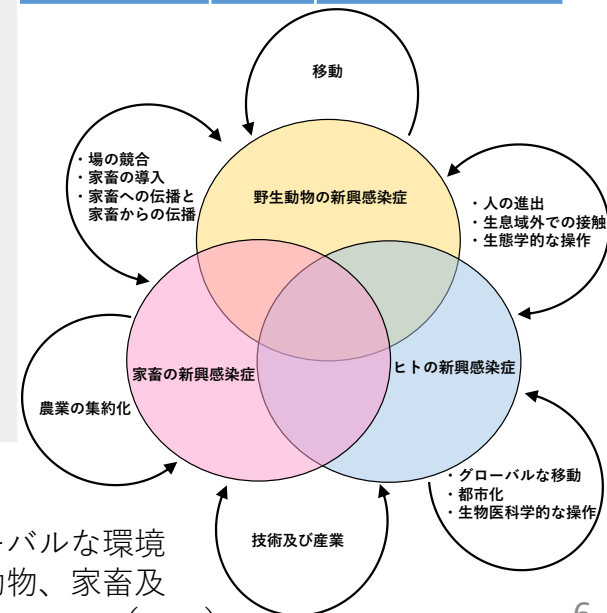 移動
・場の競合
・家畜の導入
・家畜への伝播と
家畜からの伝播
野生動物の新興感染症
・人の進出
・生息域外での接触
・生態学的な操作
家畜の新興感染症
ヒトの新興感染症
農業の集約化
・グローバルな移動
・都市化
・生物医科学的な操作
技術及び産業
バルな環境
物、家畜及
6